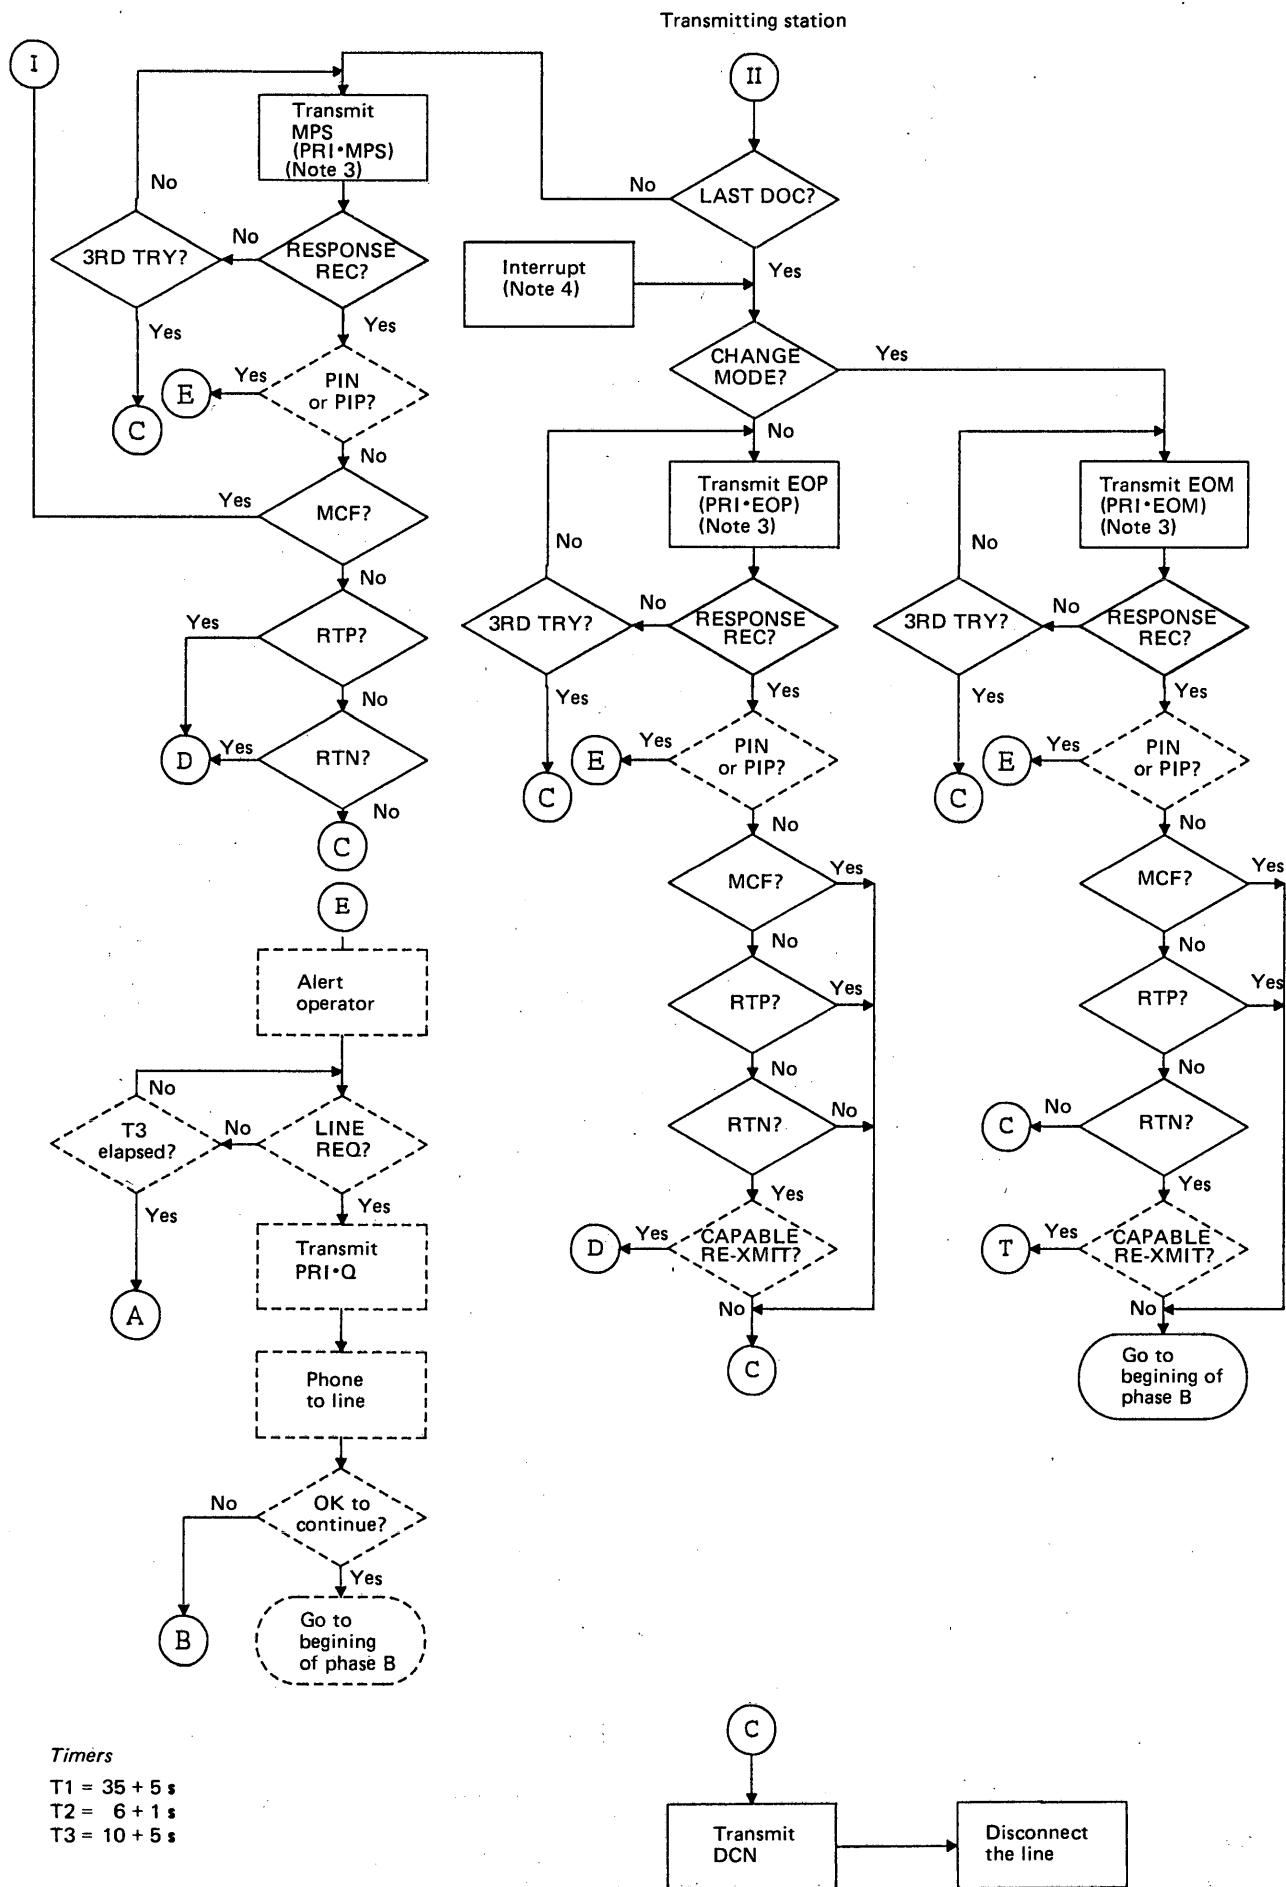 Transmitting station
I
II
Transmit
MPS
(PRI•MPS)
(Note 3)
No
LAST DOC?
No
3RD TRY?
No
RESPONSE
REC?
Yes
Interrupt
(Note 4)
Yes
Yes
C
E
Yes
PIN
or PIP?
No
CHANGE
MODE?
Yes
No
Yes
MCF?
No
Yes
RTP?
No
D
Yes
RTN?
No
C
Transmit EOP
(PRI•EOP)
(Note 3)
No
3RD TRY?
No
RESPONSE
REC?
Yes
Yes
C
E
Yes
PIN
or PIP?
No
MCF?
Yes
No
RTP?
Yes
No
RTN?
No
Yes
D
Yes
CAPABLE
RE-XMIT?
No
C
Transmit EOM
(PRI•EOM)
(Note 3)
No
3RD TRY?
No
RESPONSE
REC?
Yes
Yes
C
E
Yes
PIN
or PIP?
No
MCF?
Yes
No
RTP?
Yes
No
C
No
RTN?
Yes
T
Yes
CAPABLE
RE-XMIT?
No
Go to
begining of
phase B
E
Alert
operator
No
T3
elapsed?
No
LINE
REQ?
Yes
Yes
A
Transmit
PRI•Q
Phone
to line
No
OK to
continue?
Yes
B
Go to
begining
of phase B
Timers
T1 = 35 + 5 s
T2 = 6 + 1 s
T3 = 10 + 5 s
C
Transmit
DCN
Disconnect
the line